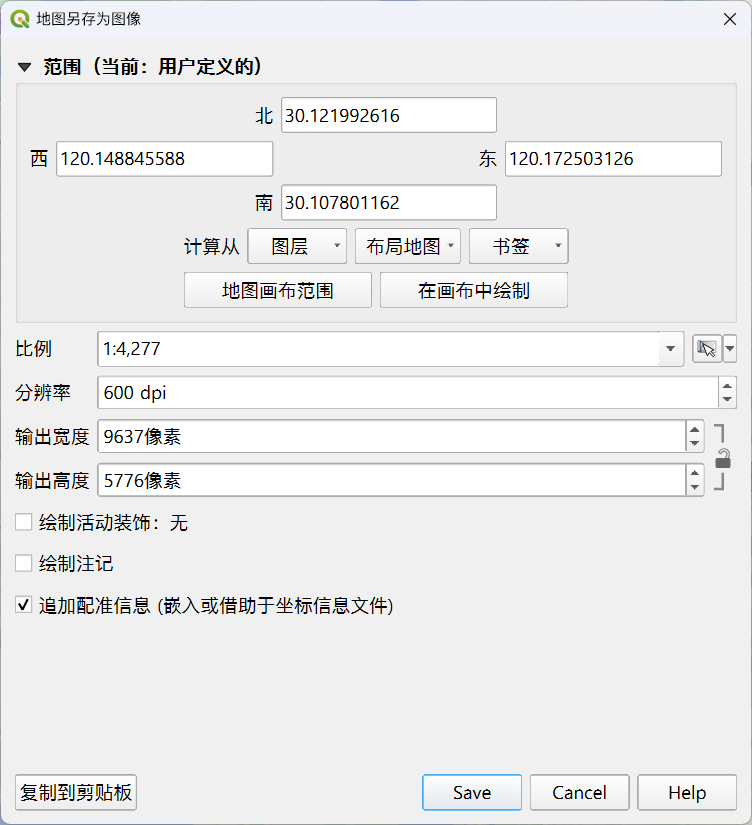 地图另存为图像
范围（当前：用户定义的）
北 30.121992616
西 120.148845588
东 120.172503126
南 30.107801162
计算从 图层 布局地图 书签
地图画布范围 在画布中绘制
比例 1:4,277
分辨率 600 dpi
输出宽度 9637像素
输出高度 5776像素
绘制活动装饰：无
绘制注记
追加配准信息 (嵌入或借助于坐标信息文件)
复制到剪贴板 Save Cancel Help